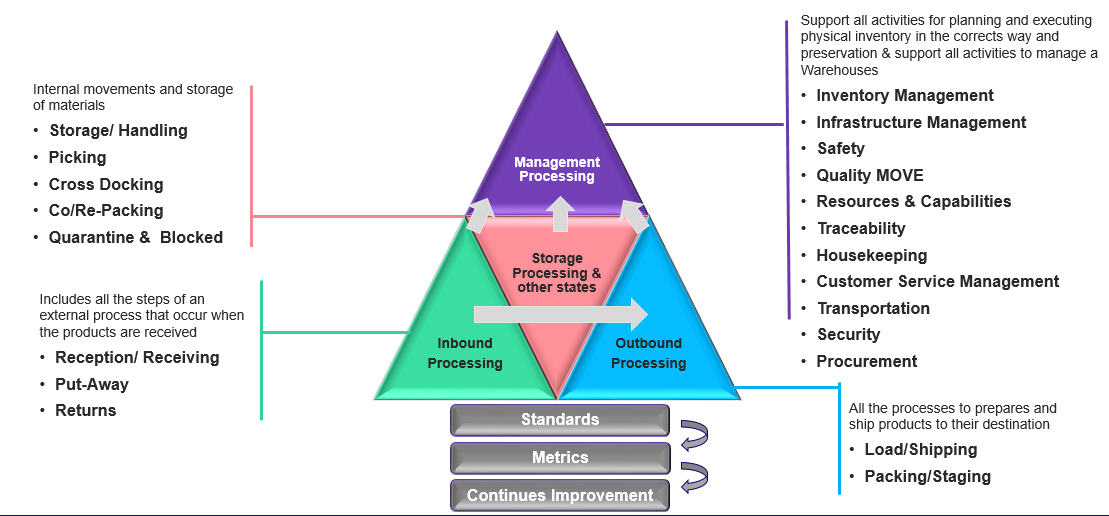 Internal movements and storage
of materials
• Storage/ Handling
• Picking
• Cross Docking
• Co/Re-Packing
• Quarantine & Blocked
Includes all the steps of an
external process that occur when
the products are received
• Reception/ Receiving
• Put-Away
• Returns
Management
Processing
Storage
Processing &
other states
Inbound
Processing
Outbound
Processing
Standards
Metrics
Continues Improvement
Support all activities for planning and executing
physical inventory in the corrects way and
preservation & support all activities to manage a
Warehouses
• Inventory Management
• Infrastructure Management
• Safety
• Quality MOVE
• Resources & Capabilities
• Traceability
• Housekeeping
• Customer Service Management
• Transportation
• Security
• Procurement
All the processes to prepares and
ship products to their destination
• Load/Shipping
• Packing/Staging